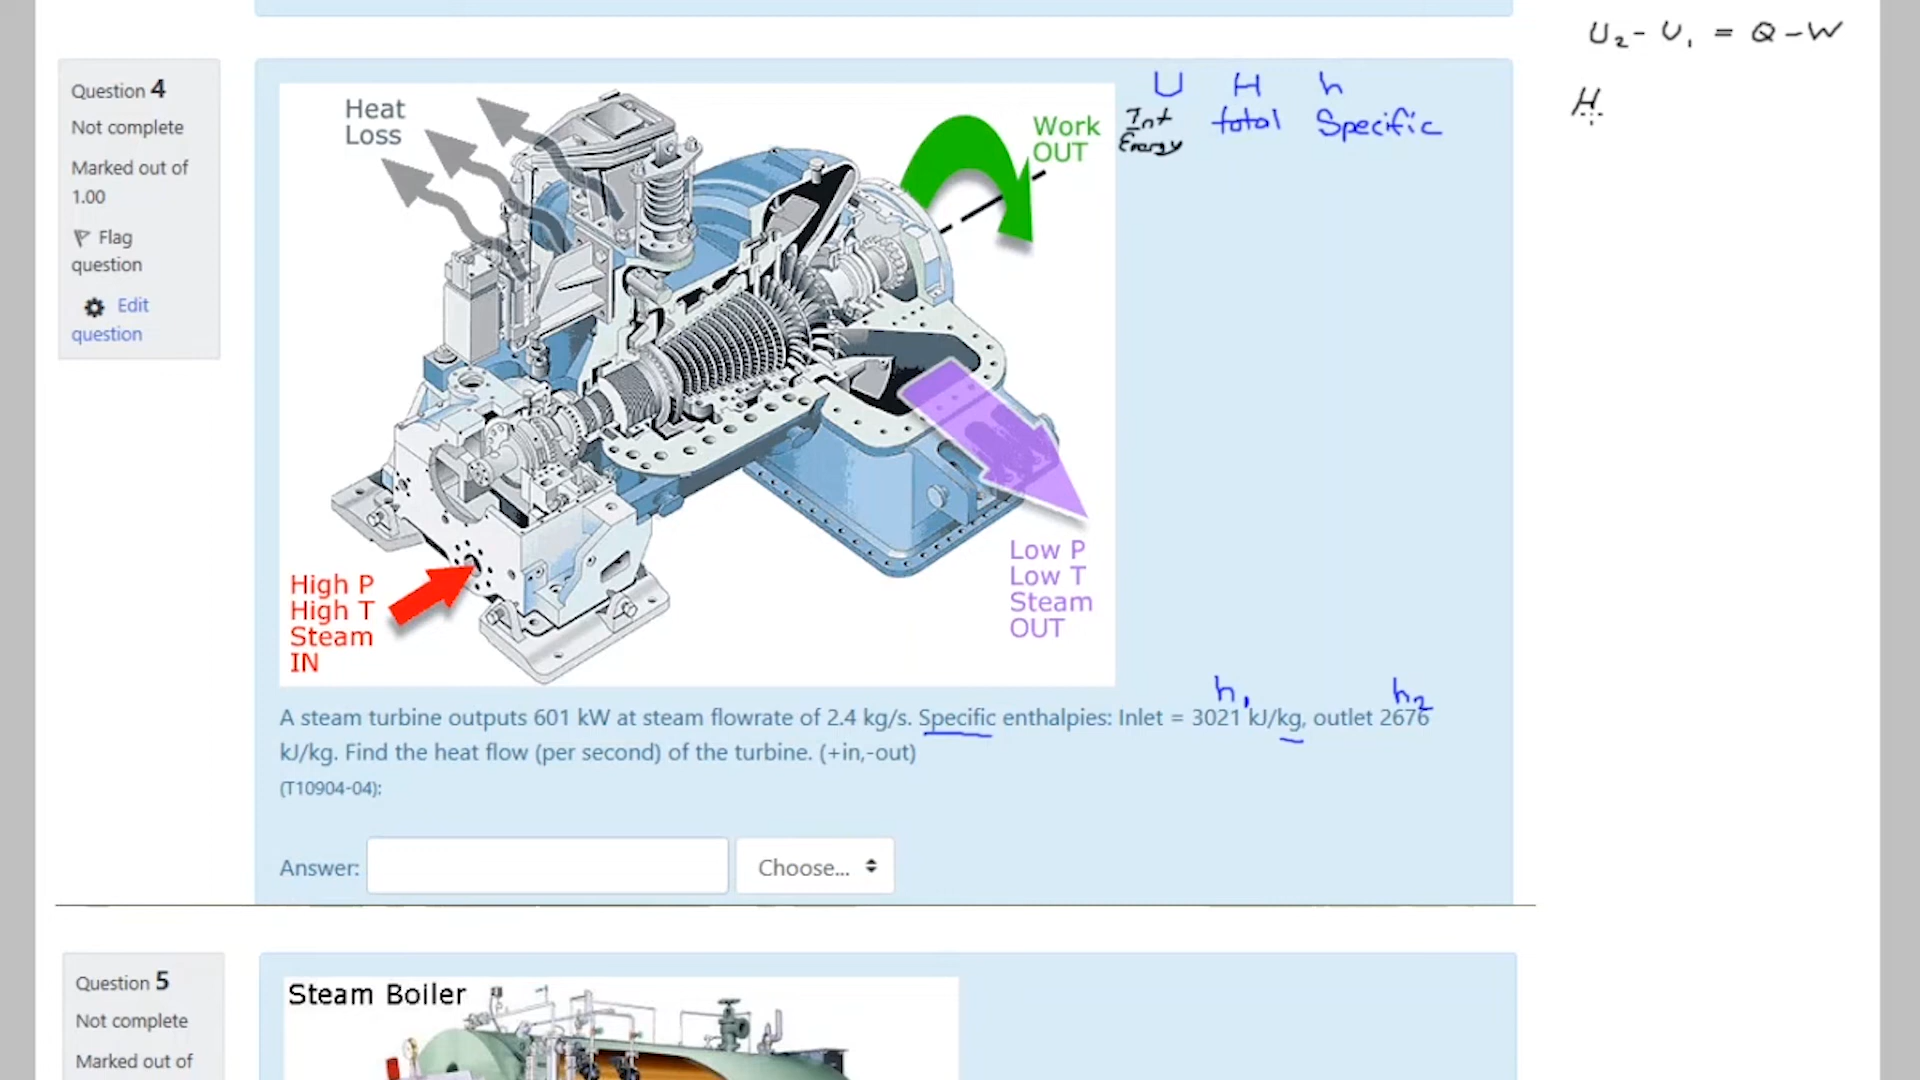 U₂ - U₁ = Q - W
H
Question 4
Not complete
Marked out of
1.00
Flag
question
Edit
question
Heat
Loss
Work
OUT
U H h
Int
Energy
total
Specific
High P
High T
Steam
IN
Low P
Low T
Steam
OUT
h₁ h₂
A steam turbine outputs 601 kW at steam flowrate of 2.4 kg/s. Specific enthalpies: Inlet = 3021 kJ/kg, outlet 2676
kJ/kg. Find the heat flow (per second) of the turbine. (+in,-out)
(T10904-04):
Answer:
Choose...
Question 5
Not complete
Marked out of
Steam Boiler